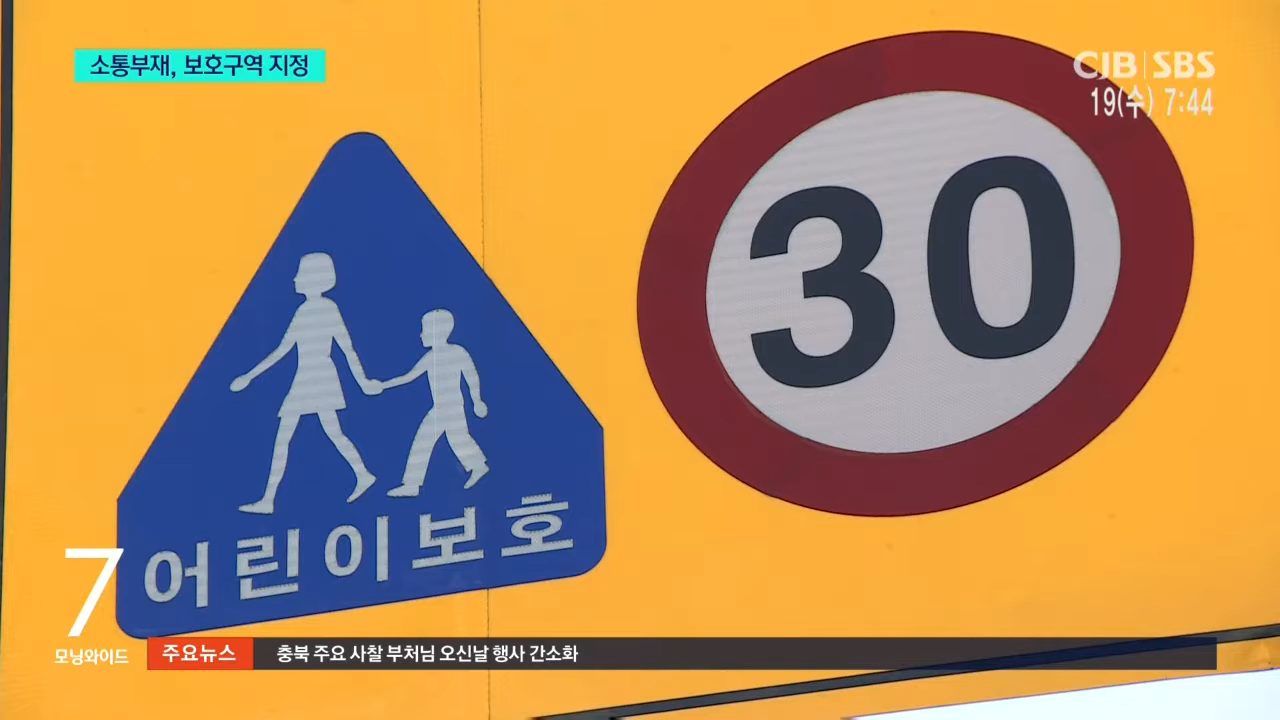 소통부재, 보호구역 지정
CJB SBS
19(수) 7:44
30
어린이보호
7
모닝와이드
주요뉴스
충북 주요 사찰 부처님 오신날 행사 간소화